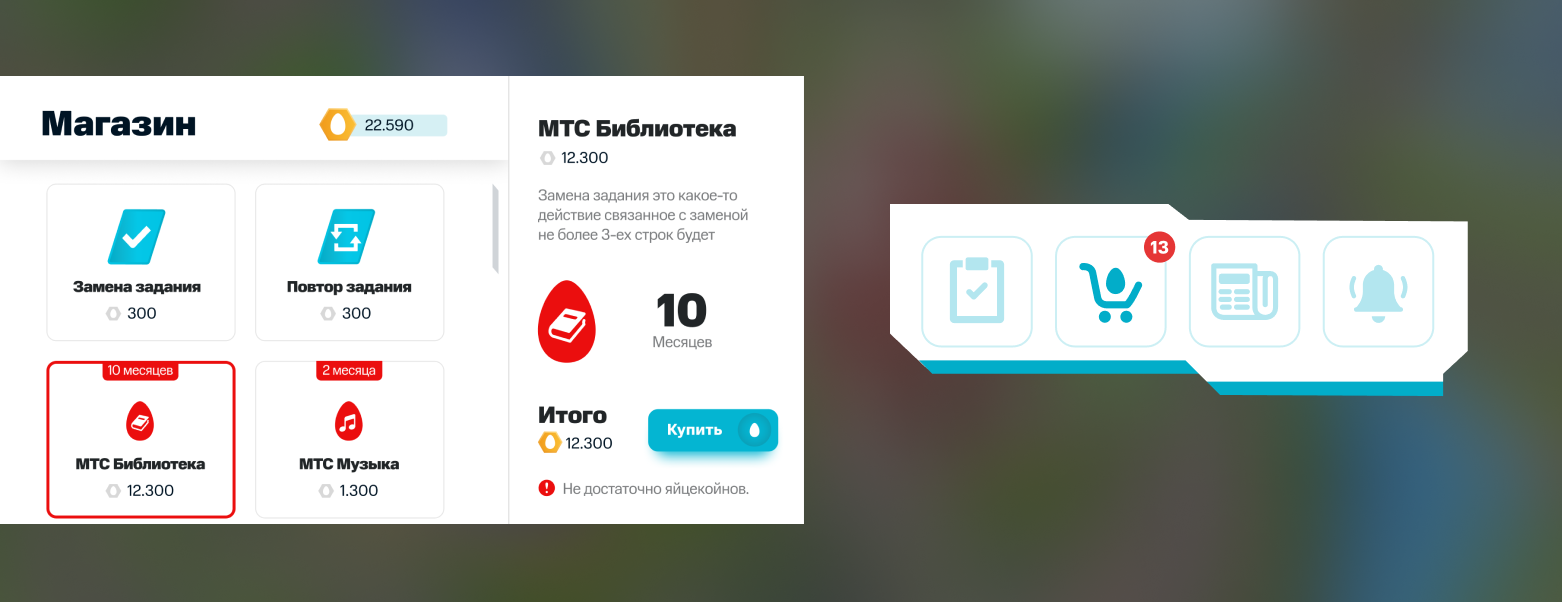 Магазин
22.590
Замена задания
300
Повтор задания
300
10 месяцев
МТС Библиотека
12.300
2 месяца
МТС Музыка
1.300
МТС Библиотека
12.300
Замена задания это какое-то
действие связанное с заменой
не более 3-ех строк будет
10
Месяцев
Итого
12.300
Купить
Не достаточно яйцекойнов.
13